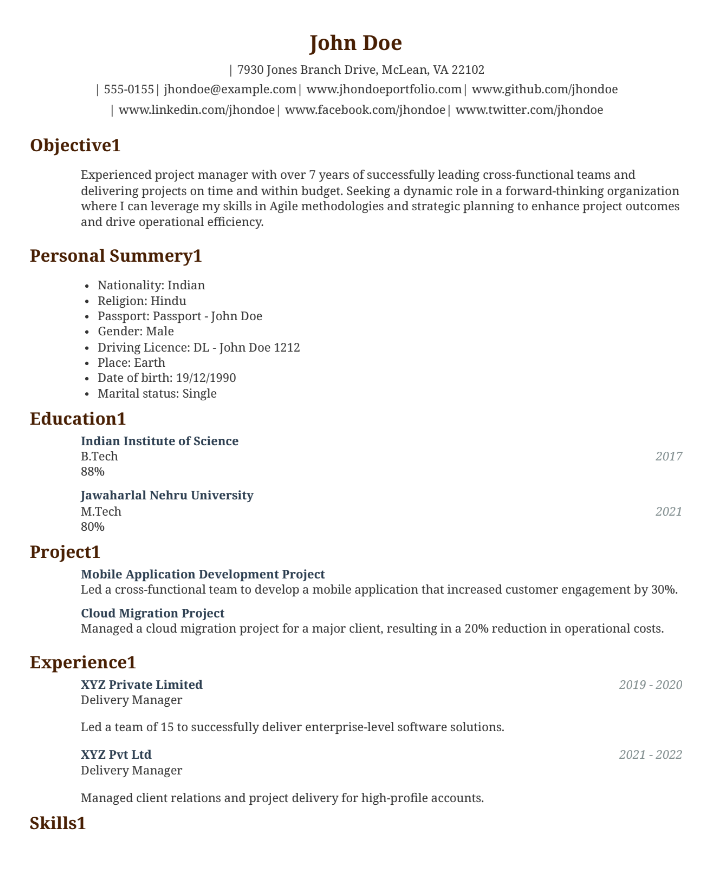 John Doe
| 7930 Jones Branch Drive, McLean, VA 22102
| 555-0155| jhondoe@example.com| www.jhondoeportfolio.com| www.github.com/jhondoe
| www.linkedin.com/jhondoe| www.facebook.com/jhondoe| www.twitter.com/jhondoe
Objective1
Experienced project manager with over 7 years of successfully leading cross-functional teams and
delivering projects on time and within budget. Seeking a dynamic role in a forward-thinking organization
where I can leverage my skills in Agile methodologies and strategic planning to enhance project outcomes
and drive operational efficiency.
Personal Summery1
• Nationality: Indian
• Religion: Hindu
• Passport: Passport - John Doe
• Gender: Male
• Driving Licence: DL - John Doe 1212
• Place: Earth
• Date of birth: 19/12/1990
• Marital status: Single
Education1
Indian Institute of Science
B.Tech 2017
88%
Jawaharlal Nehru University
M.Tech 2021
80%
Project1
Mobile Application Development Project
Led a cross-functional team to develop a mobile application that increased customer engagement by 30%.
Cloud Migration Project
Managed a cloud migration project for a major client, resulting in a 20% reduction in operational costs.
Experience1
XYZ Private Limited 2019 - 2020
Delivery Manager
Led a team of 15 to successfully deliver enterprise-level software solutions.
XYZ Pvt Ltd 2021 - 2022
Delivery Manager
Managed client relations and project delivery for high-profile accounts.
Skills1